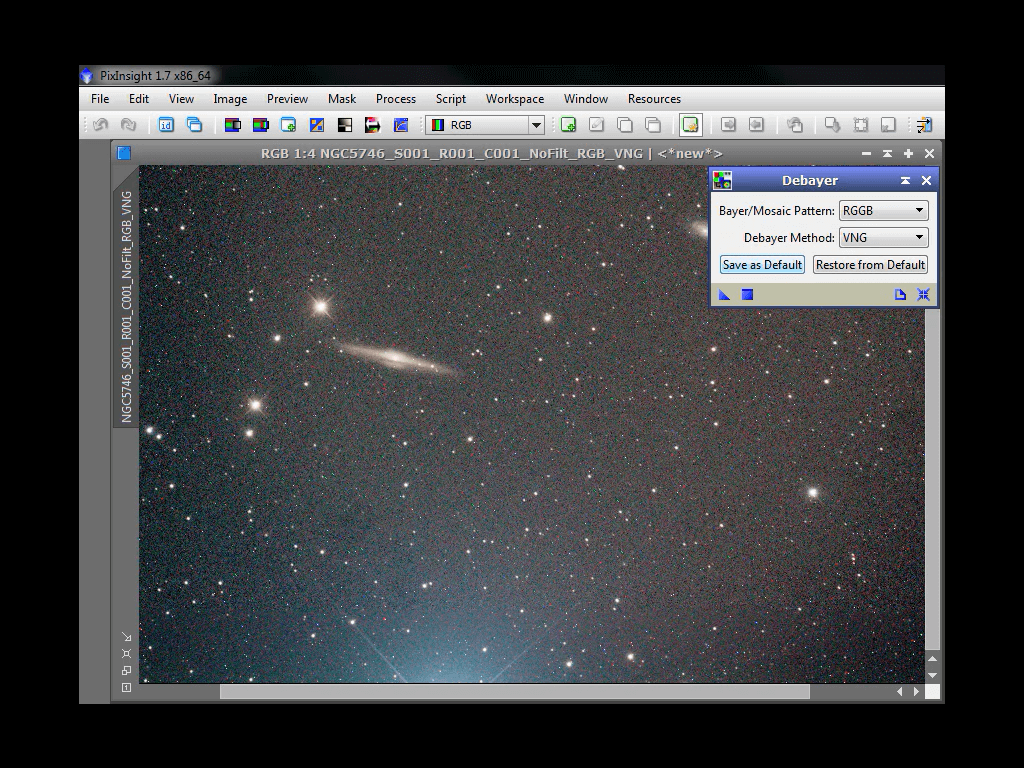 PixInsight 1.7 x86_64
File Edit View Image Preview Mask Process Script Workspace Window Resources
id RGB
RGB 1:4 NGC5746_S001_R001_C001_NoFilt_RGB_VNG | <*new*>
NGC5746_S001_R001_C001_NoFilt_RGB_VNG
Debayer
Bayer/Mosaic Pattern: RGGB
Debayer Method: VNG
Save as Default Restore from Default